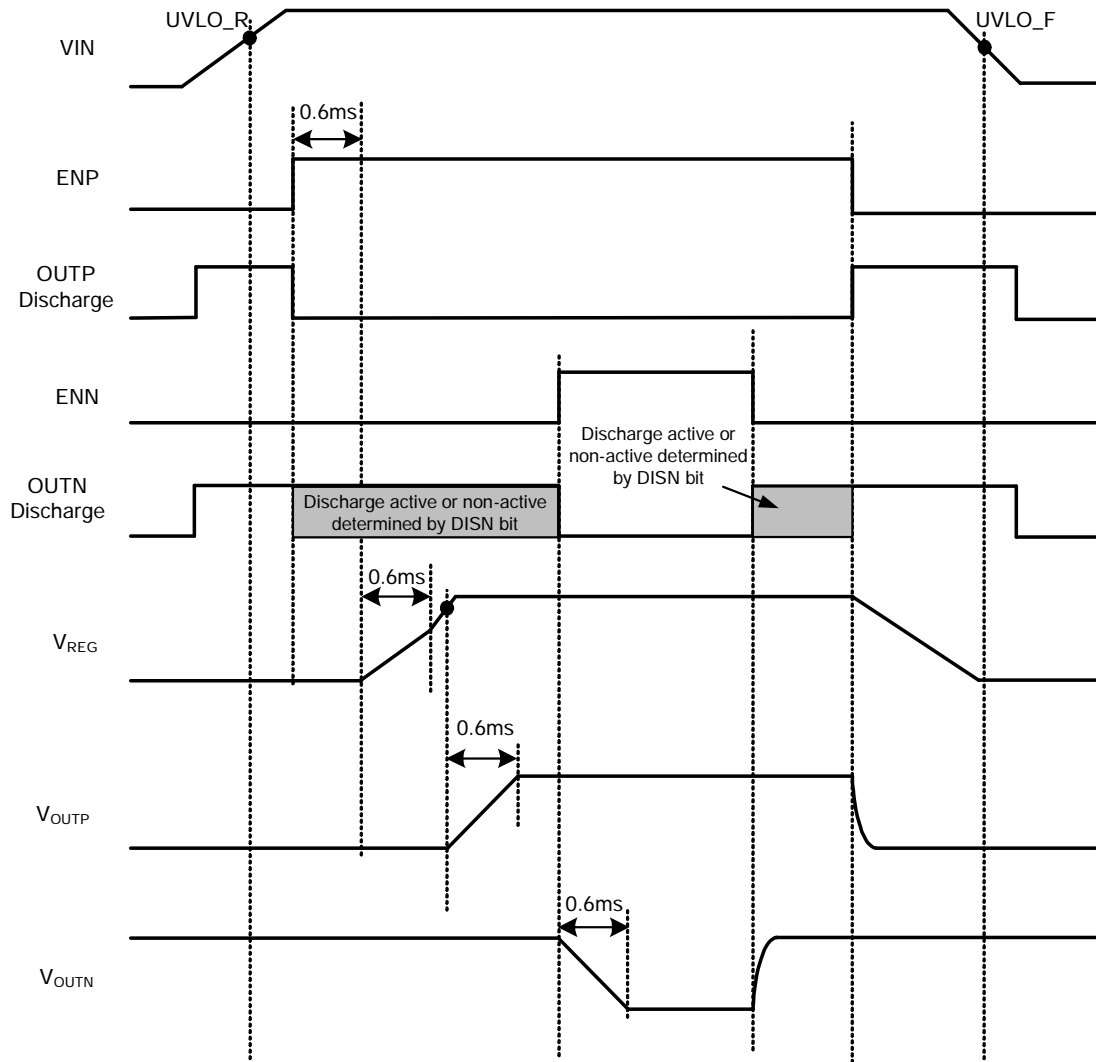 UVLO_R
UVLO_F
VIN
0.6ms
ENP
OUTP
Discharge
ENN
Discharge active or
non-active determined
by DISN bit
OUTN
Discharge
Discharge active or non-active
determined by DISN bit
0.6ms
VREG
0.6ms
VOUTP
0.6ms
VOUTN